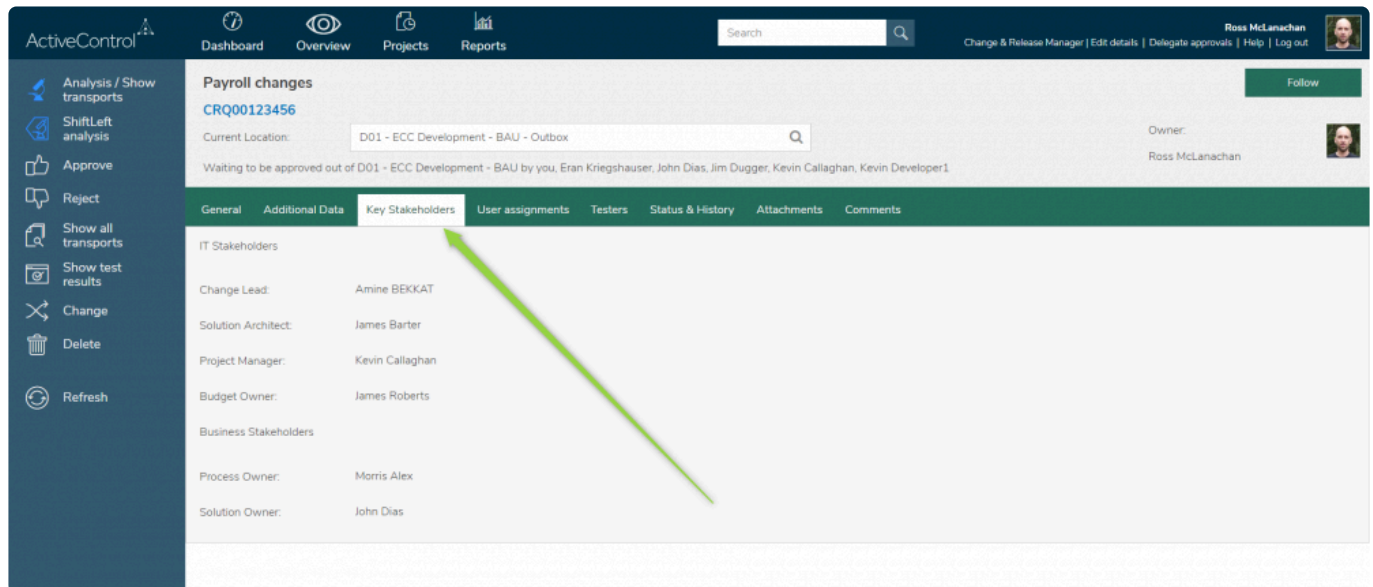 ActiveControl
Dashboard
Overview
Projects
Reports
Search
Ross McLanachan
Change & Release Manager | Edit details | Delegate approvals | Help | Log out
Analysis / Show
transports
ShiftLeft
analysis
Approve
Reject
Show all
transports
Show test
results
Change
Delete
Refresh
Payroll changes
Follow
CRQ00123456
Current Location: D01 - ECC Development - BAU - Outbox
Owner:
Ross McLanachan
Waiting to be approved out of D01 - ECC Development - BAU by you, Eran Kriegshauser, John Dias, Jim Dugger, Kevin Callaghan, Kevin Developer1
General Additional Data Key Stakeholders User assignments Testers Status & History Attachments Comments
IT Stakeholders
Change Lead: Amine BEKKAT
Solution Architect: James Barter
Project Manager: Kevin Callaghan
Budget Owner: James Roberts
Business Stakeholders
Process Owner: Morris Alex
Solution Owner: John Dias